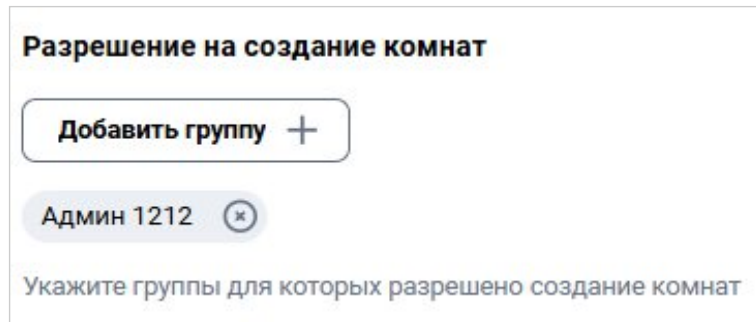 Разрешение на создание комнат
Добавить группу
Админ 1212
Укажите группы для которых разрешено создание комнат